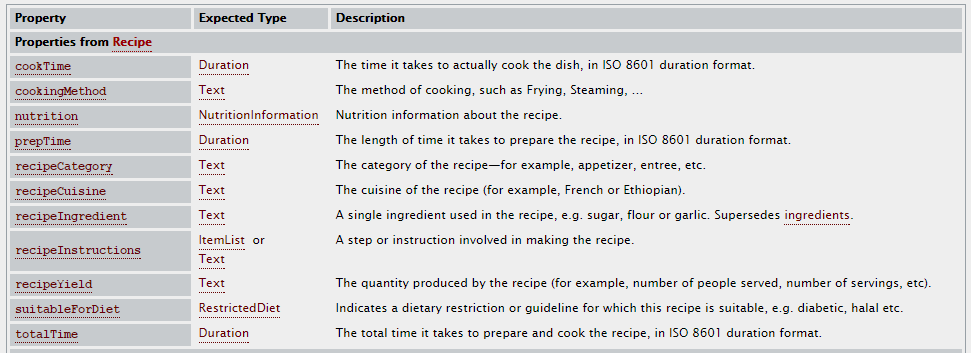 Property Expected Type Description
Properties from Recipe
cookTime Duration The time it takes to actually cook the dish, in ISO 8601 duration format.
cookingMethod Text The method of cooking, such as Frying, Steaming, ...
nutrition NutritionInformation Nutrition information about the recipe.
prepTime Duration The length of time it takes to prepare the recipe, in ISO 8601 duration format.
recipeCategory Text The category of the recipe—for example, appetizer, entree, etc.
recipeCuisine Text The cuisine of the recipe (for example, French or Ethiopian).
recipeIngredient Text A single ingredient used in the recipe, e.g. sugar, flour or garlic. Supersedes ingredients.
recipeInstructions ItemList or A step or instruction involved in making the recipe.
Text
recipeYield Text The quantity produced by the recipe (for example, number of people served, number of servings, etc).
suitableForDiet RestrictedDiet Indicates a dietary restriction or guideline for which this recipe is suitable, e.g. diabetic, halal etc.
totalTime Duration The total time it takes to prepare and cook the recipe, in ISO 8601 duration format.